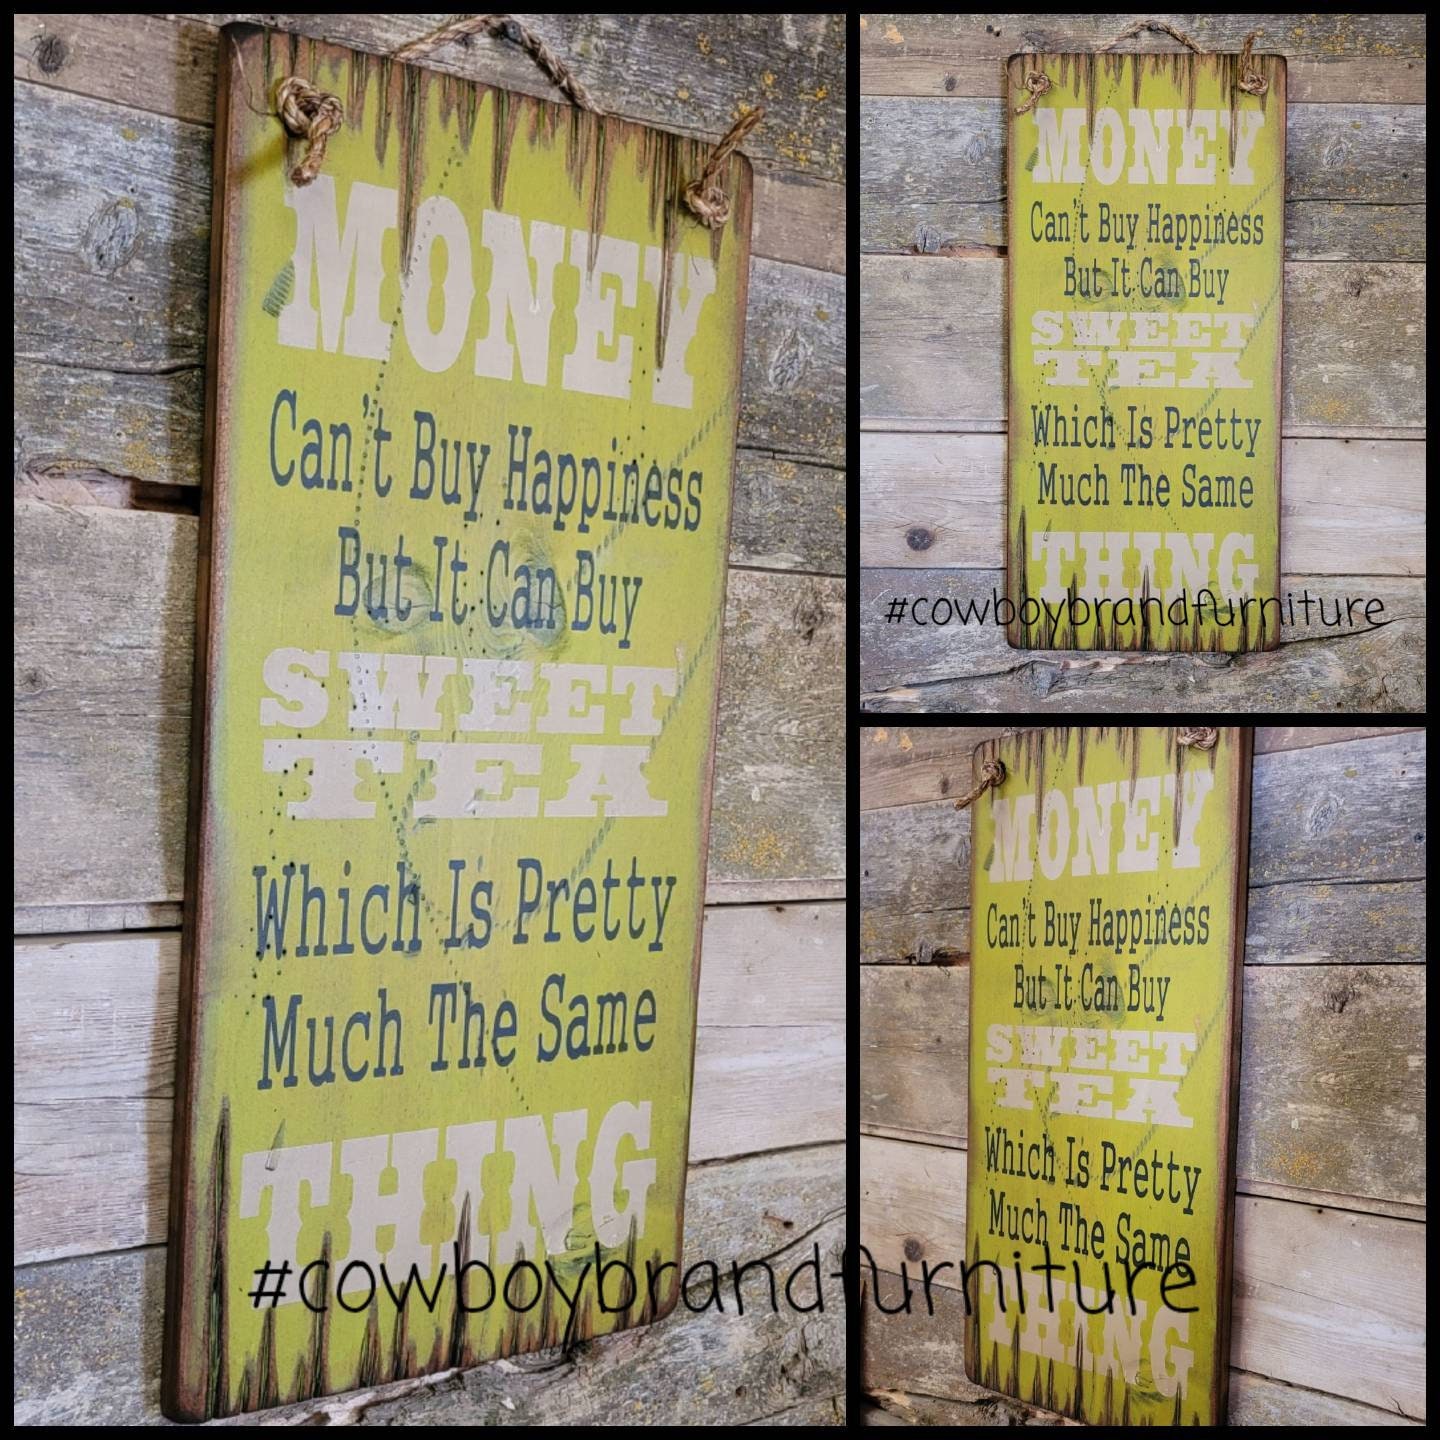 MONEY
Can't Buy Happiness
But It Can Buy
SWEET
TEA
Which Is Pretty
Much The Same
THING
MONEY
Can't Buy Happiness
But It Can Buy
SWEET
TEA
Which Is Pretty
Much The Same
THING
#cowboybrandfurniture
MONEY
Can't Buy Happiness
But It Can Buy
SWEET
TEA
Which Is Pretty
Much The Same
THING
#cowboybrandfurniture